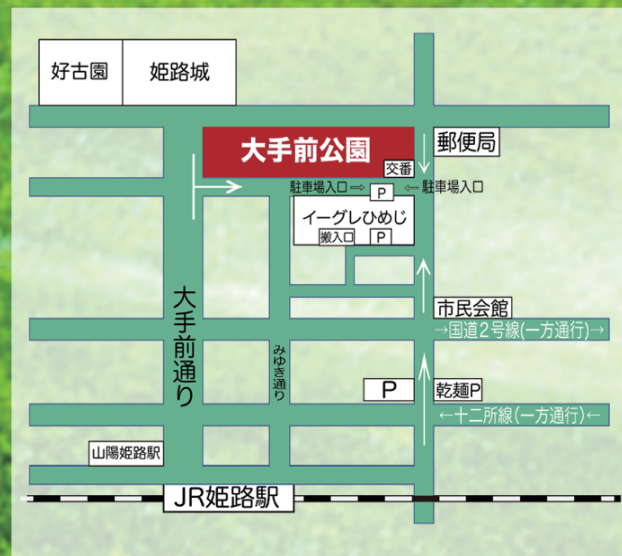 好古園
姫路城
大手前公園
郵便局
交番
駐車場入口⇒
P
←駐車場入口
イーグレひめじ
搬入口
P
市民会館
→国道2号線(一方通行)→
大手前通り
みゆき通り
P
乾麺P
←十二所線(一方通行)←
山陽姫路駅
JR姫路駅